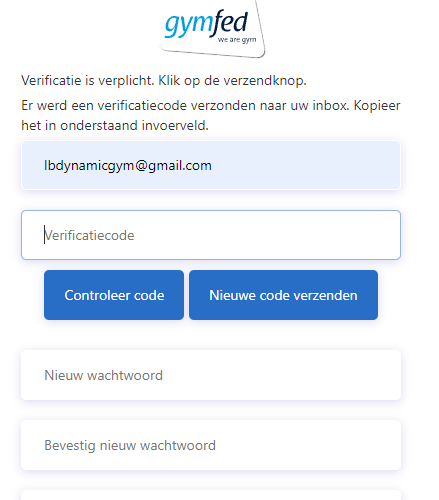 gymfed
we are gym
Verificatie is verplicht. Klik op de verzendknop.
Er werd een verificatiecode verzonden naar uw inbox. Kopieer
het in onderstaand invoerveld.
lbdynamicgym@gmail.com
Verificatiecode
Controleer code
Nieuwe code verzenden
Nieuw wachtwoord
Bevestig nieuw wachtwoord